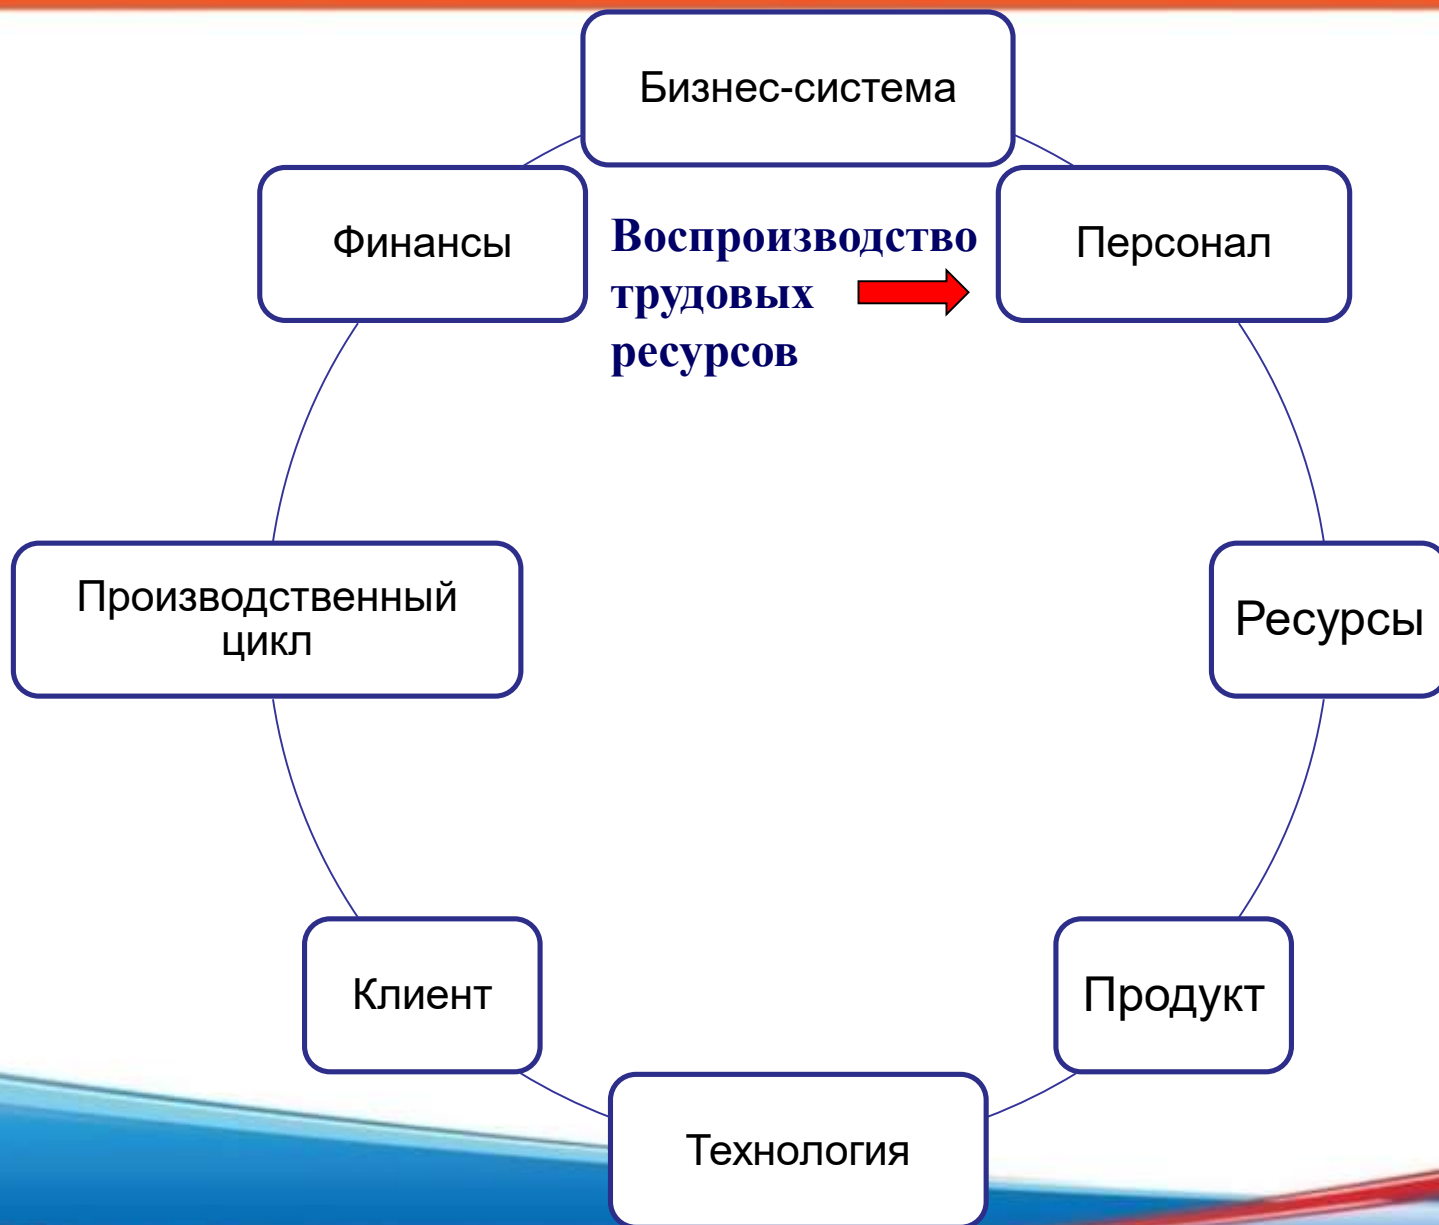 Бизнес-система
Финансы
Воспроизводство
трудовых
ресурсов
Персонал
Производственный
цикл
Ресурсы
Клиент
Продукт
Технология